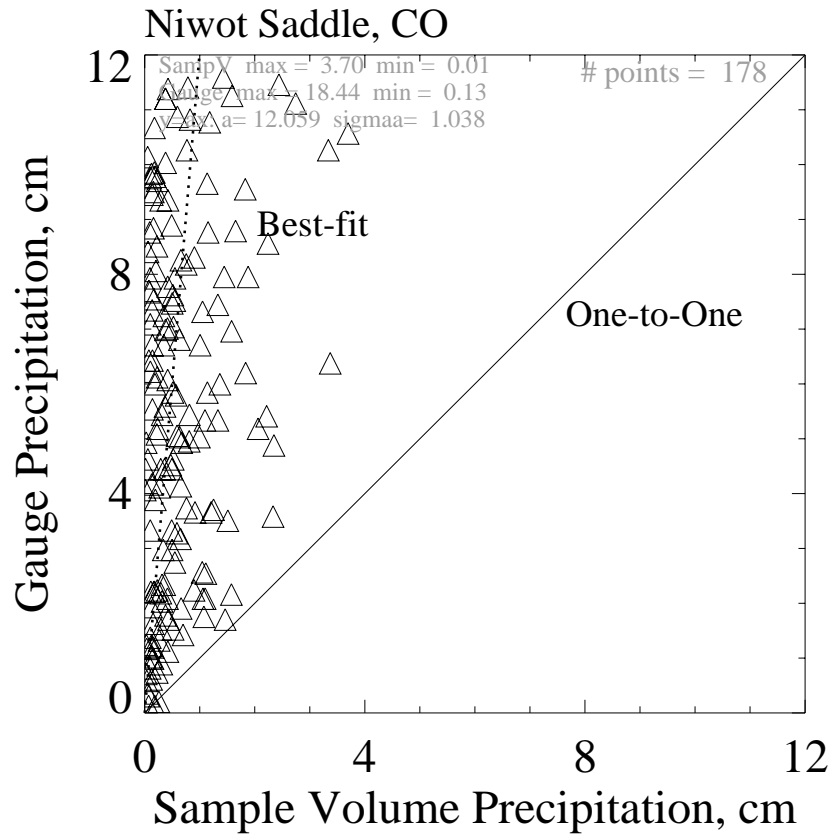 Niwot Saddle, CO
SampV max = 3.70 min = 0.01
# points = 178
Gauge max = 18.44 min = 0.13
y=ax: a= 12.059 sigmaa= 1.038
12
8
4
0
Best-fit
One-to-One
Gauge Precipitation, cm
0 4 8 12
Sample Volume Precipitation, cm